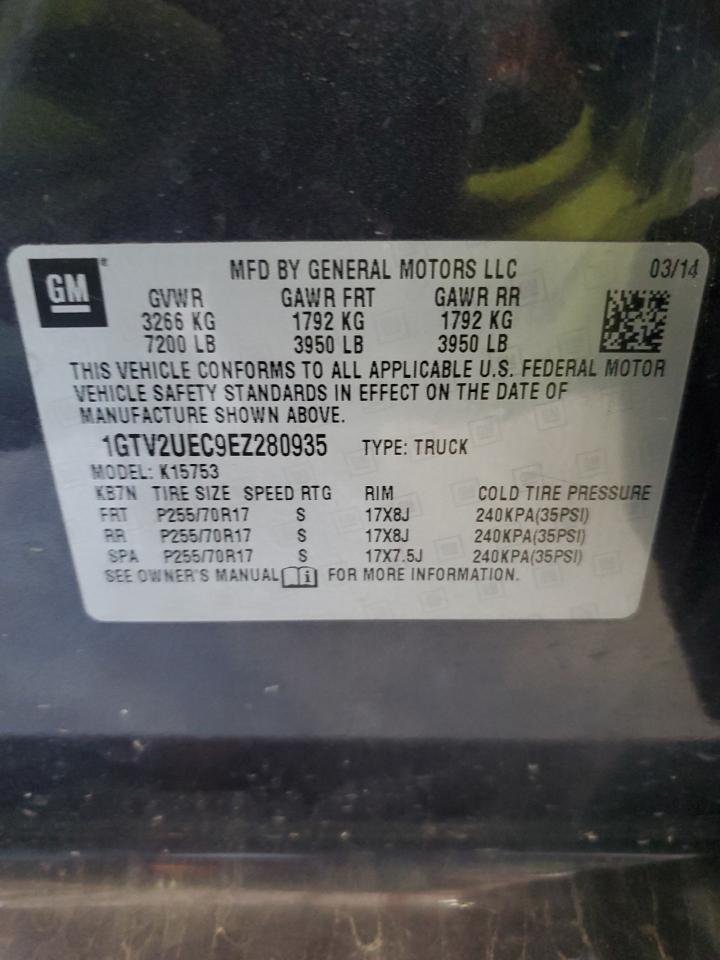 GM® MFD BY GENERAL MOTORS LLC 03/14
GVWR GAWR FRT GAWR RR
3266 KG 1792 KG 1792 KG
7200 LB 3950 LB 3950 LB
THIS VEHICLE CONFORMS TO ALL APPLICABLE U.S. FEDERAL MOTOR
VEHICLE SAFETY STANDARDS IN EFFECT ON THE DATE OF
MANUFACTURE SHOWN ABOVE.
1GTV2UEC9EZ280935 TYPE: TRUCK
MODEL: K15753
KB7N TIRE SIZE SPEED RTG RIM COLD TIRE PRESSURE
FRT P255/70R17 S 17X8J 240KPA(35PSI)
RR P255/70R17 S 17X8J 240KPA(35PSI)
SPA P255/70R17 S 17X7.5J 240KPA(35PSI)
SEE OWNER'S MANUAL i FOR MORE INFORMATION.